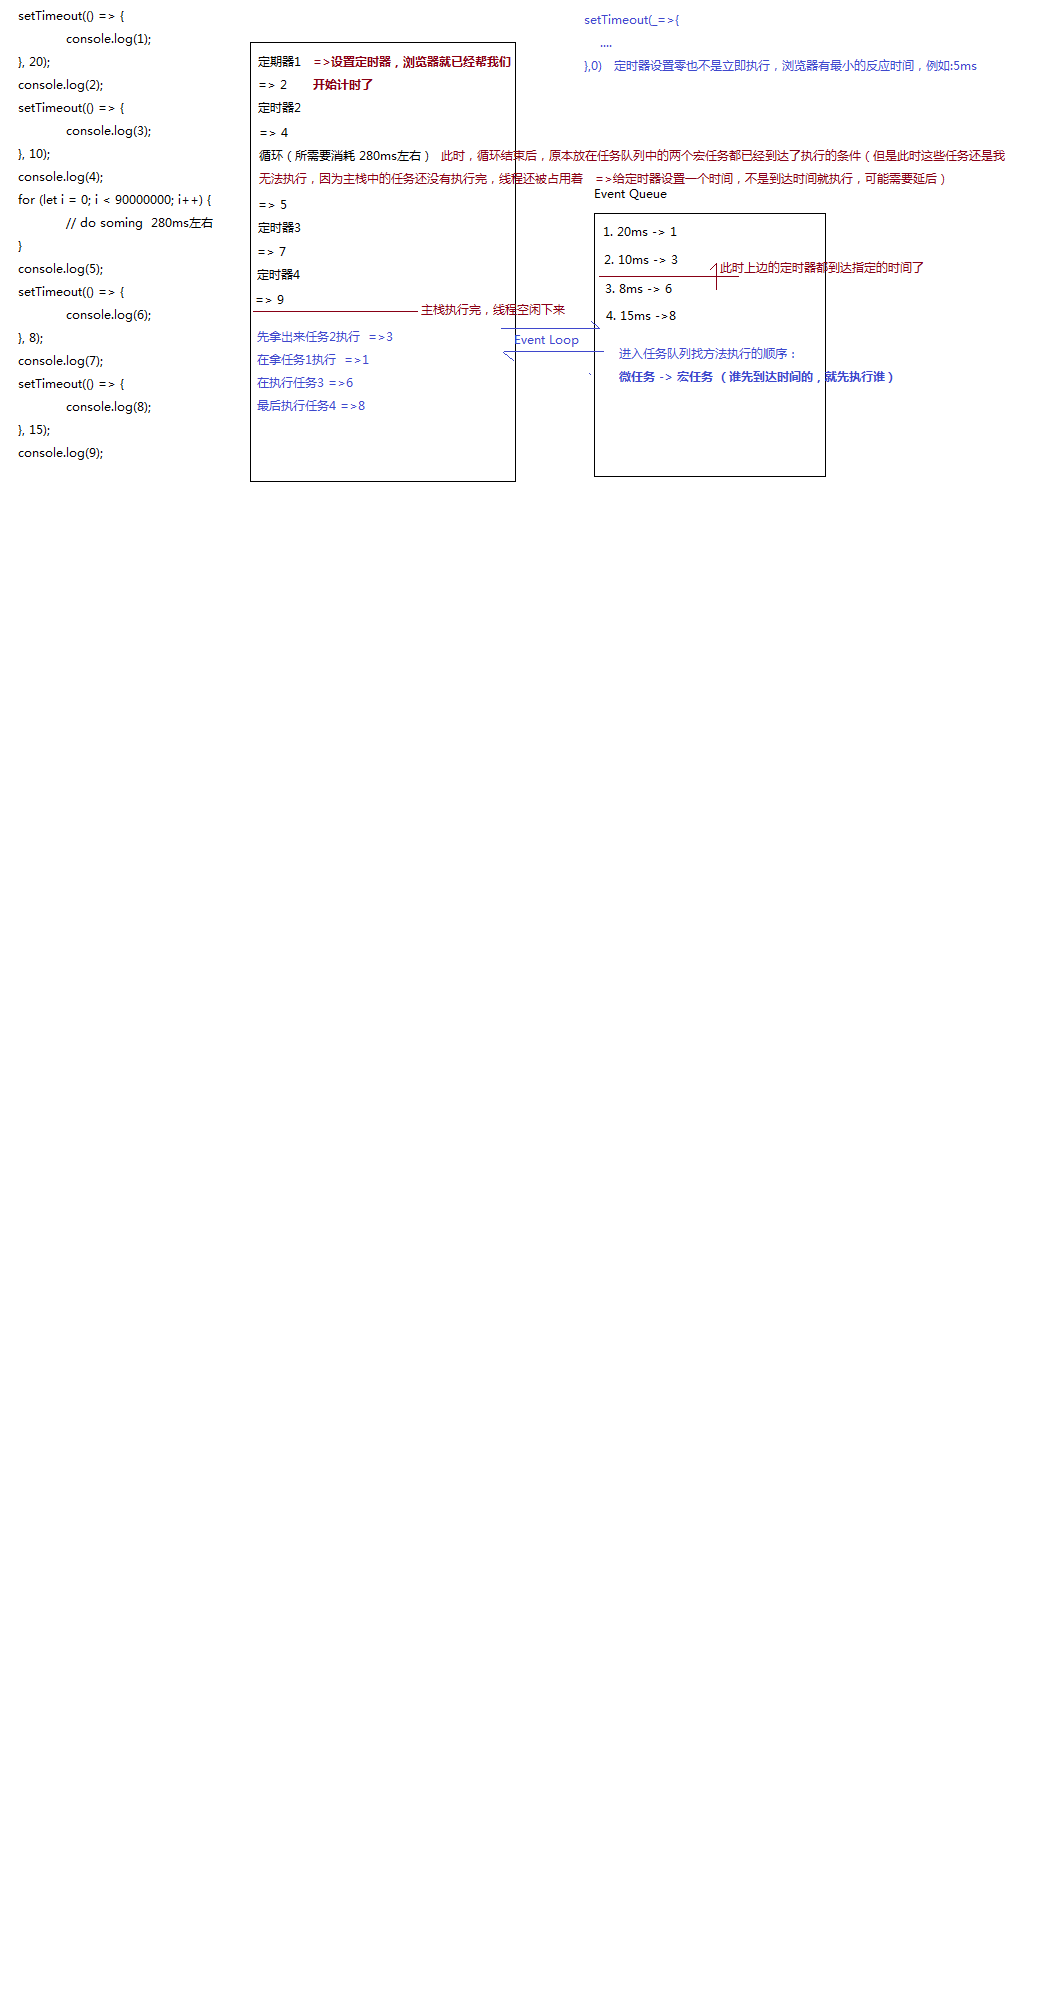 setTimeout(() => {
console.log(1);
}, 20);
console.log(2);
setTimeout(() => {
console.log(3);
}, 10);
console.log(4);
for (let i = 0; i < 90000000; i++) {
// do soming  280ms左右
}
console.log(5);
setTimeout(() => {
console.log(6);
}, 8);
console.log(7);
setTimeout(() => {
console.log(8);
}, 15);
console.log(9);
定期器1 =>设置定时器，浏览器就已经帮我们
=> 2 开始计时了
定时器2
=> 4
循环（所需要消耗 280ms左右） 此时，循环结束后，原本放在任务队列中的两个宏任务都已经到达了执行的条件（但是此时这些任务还是我
无法执行，因为主栈中的任务还没有执行完，线程还被占用着 =>给定时器设置一个时间，不是到达时间就执行，可能需要延后）
=> 5
定时器3
=> 7
定时器4
=> 9
主栈执行完，线程空闲下来
先拿出来任务2执行 =>3
在拿任务1执行 =>1
在执行任务3 =>6
最后执行任务4 =>8
Event Loop
setTimeout(_=>{
....
},0) 定时器设置零也不是立即执行，浏览器有最小的反应时间，例如:5ms
Event Queue
1. 20ms -> 1
2. 10ms -> 3
此时上边的定时器都到达指定的时间了
3. 8ms -> 6
4. 15ms ->8
进入任务队列找方法执行的顺序：
微任务 -> 宏任务 （谁先到达时间的，就先执行谁）